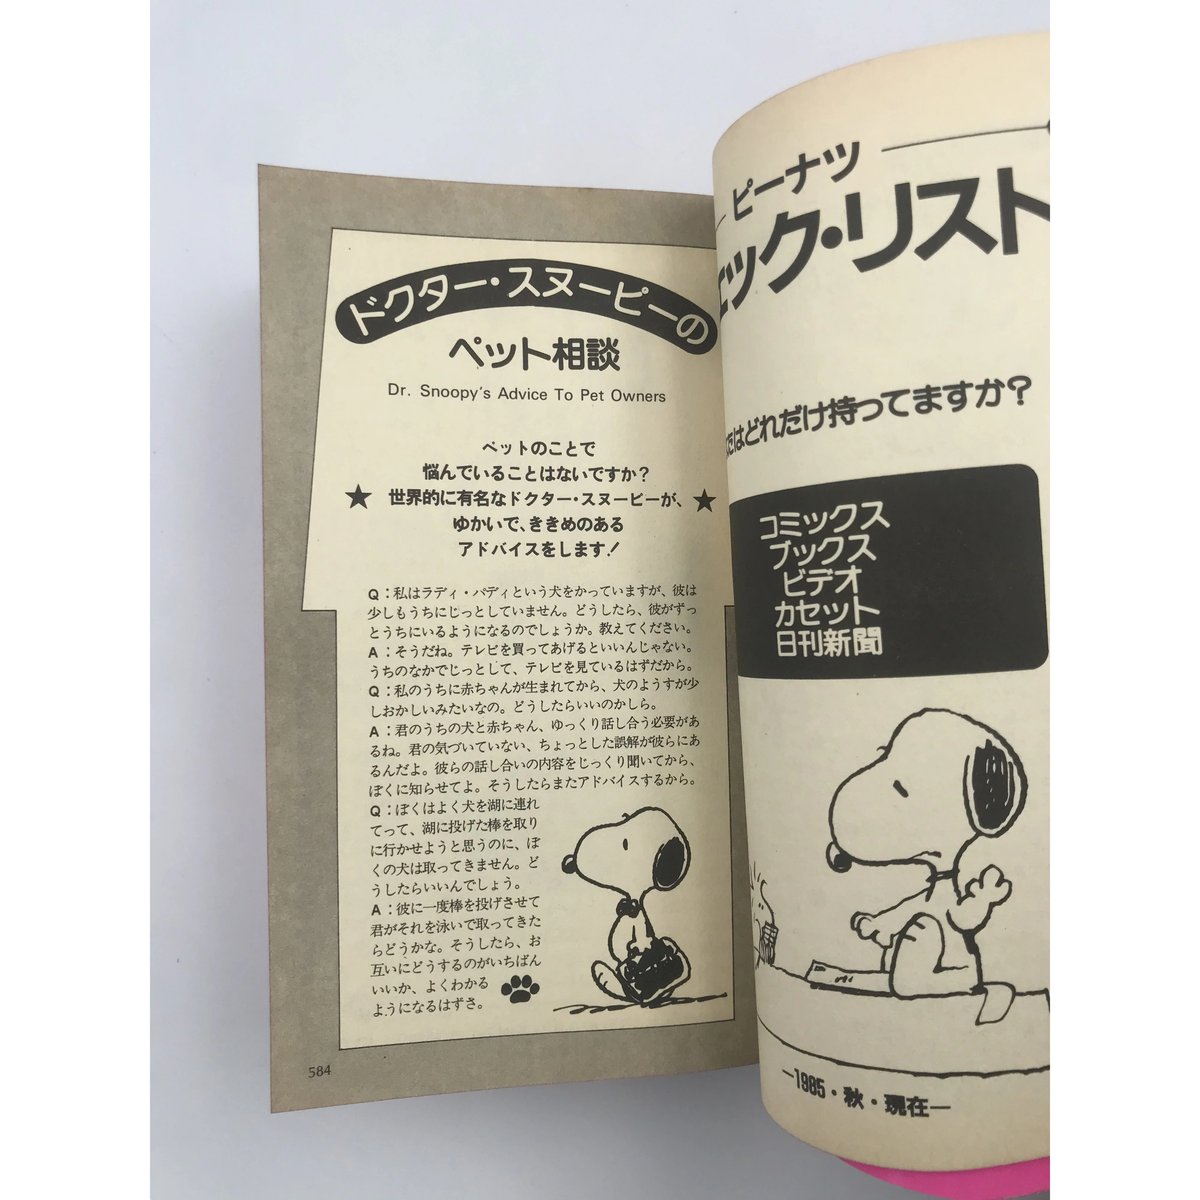 ドクター・スヌーピーの
ペット相談
Dr. Snoopy's Advice To Pet Owners
ペットのことで
悩んでいることはないですか？
★世界的に有名なドクター・スヌーピーが、★
ゆかいで、ききめのある
アドバイスをします！
Q：私はラディ・バディという犬をかっていますが、彼は
少しもうちにじっとしていません。どうしたら、彼がずっ
とうちにいるようになるのでしょうか。教えてください。
A：そうだね。テレビを買ってあげるといいんじゃない。
うちのなかでじっとして、テレビを見ているはずだから。
Q：私のうちに赤ちゃんが生まれてから、犬のようすが少
しおかしいみたいなの。どうしたらいいのかしら。
A：君のうちの犬と赤ちゃん、ゆっくり話し合う必要があ
るね。君の気づいていない、ちょっとした誤解が彼らにあ
るんだよ。彼らの話し合いの内容をじっくり聞いてから、
ぼくに知らせてよ。そうしたらまたアドバイスするから。
Q：ぼくはよく犬を湖に連れ
てって、湖に投げた棒を取り
に行かせようと思うのに、ぼ
くの犬は取ってきません。ど
うしたらいいんでしょう。
A：彼に一度棒を投げさせて
君がそれを泳いで取ってきた
らどうかな。そうしたら、お
互いにどうするのがいちばん
いいか、よくわかる
ようになるはずさ。
584
ピーナツ
ック・リスト
はどれだけ持ってますか？
コミックス
ブックス
ビデオ
カセット
日刊新聞
—1985・秋・現在—